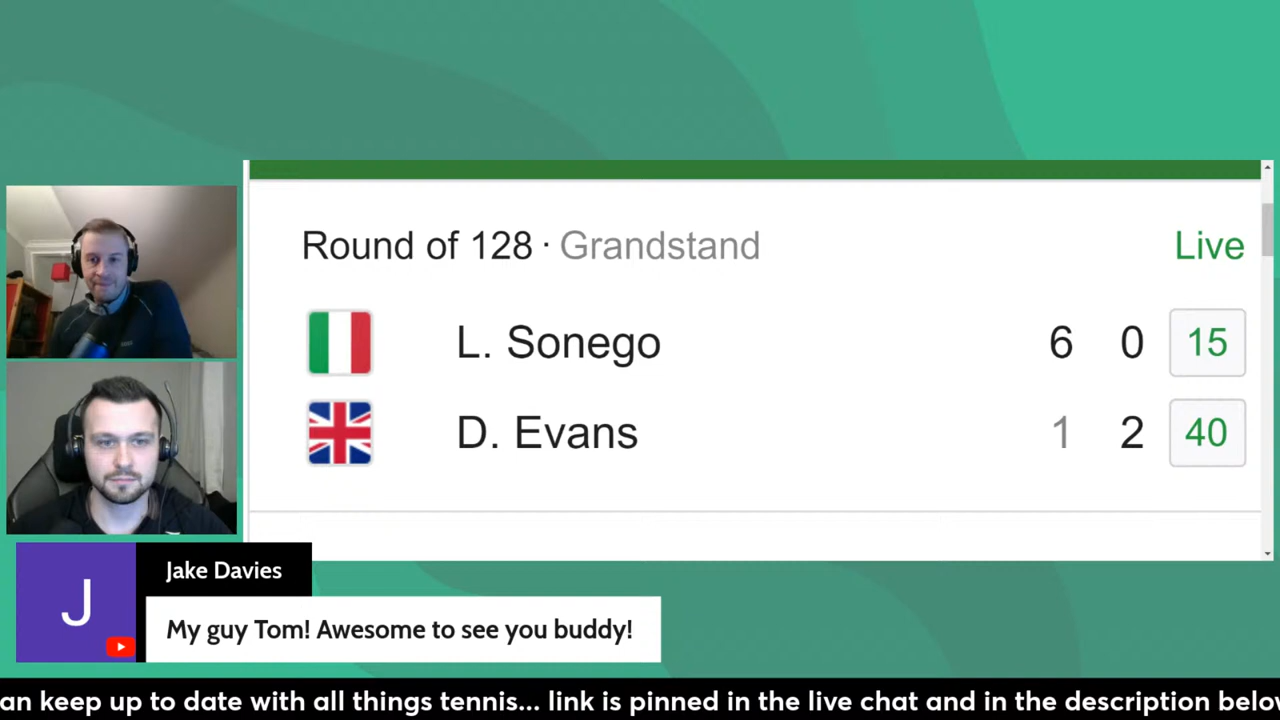 Round of 128 · Grandstand Live
L. Sonego 6 0 15
D. Evans 1 2 40
J
Jake Davies
My guy Tom! Awesome to see you buddy!
an keep up to date with all things tennis... link is pinned in the live chat and in the description belo